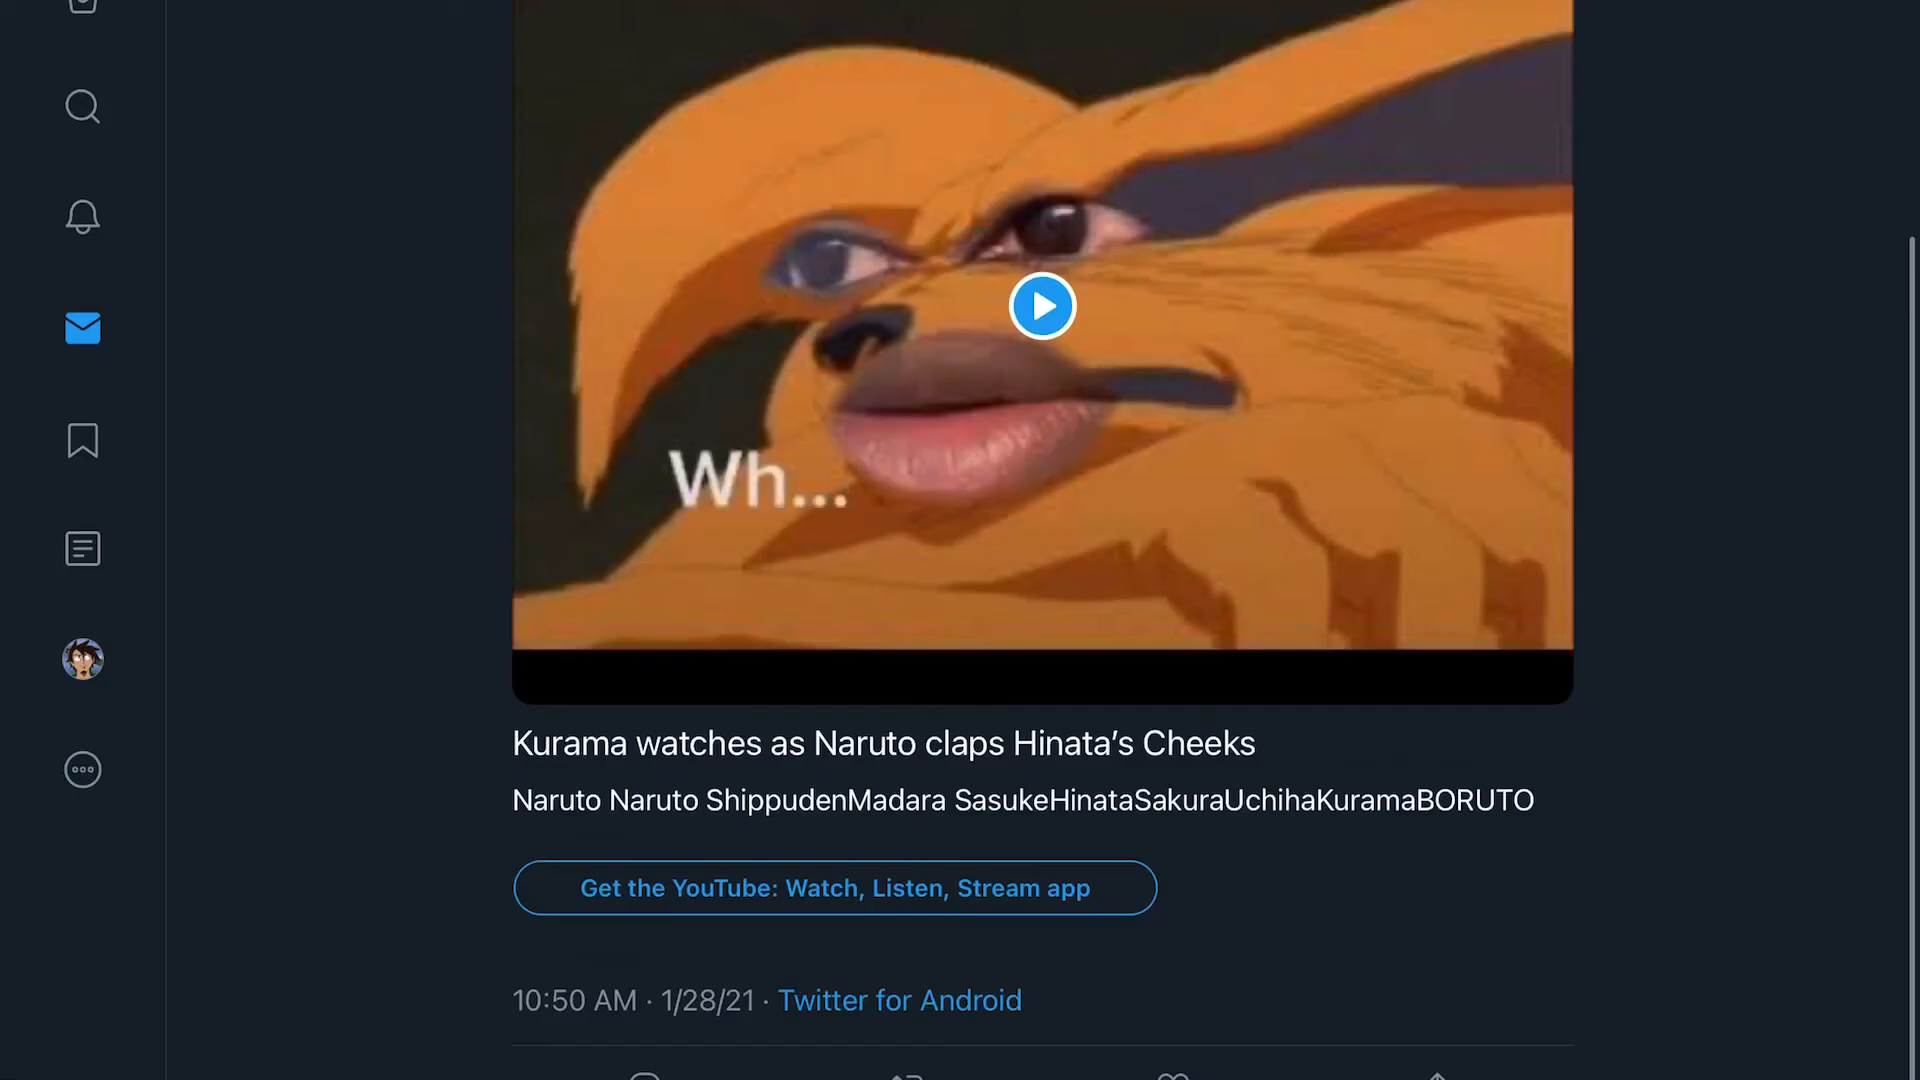 Wh...
Kurama watches as Naruto claps Hinata’s Cheeks
Naruto Naruto ShippudenMadara SasukeHinataSakuraUchihaKuramaBORUTO
Get the YouTube: Watch, Listen, Stream app
10:50 AM · 1/28/21 · Twitter for Android